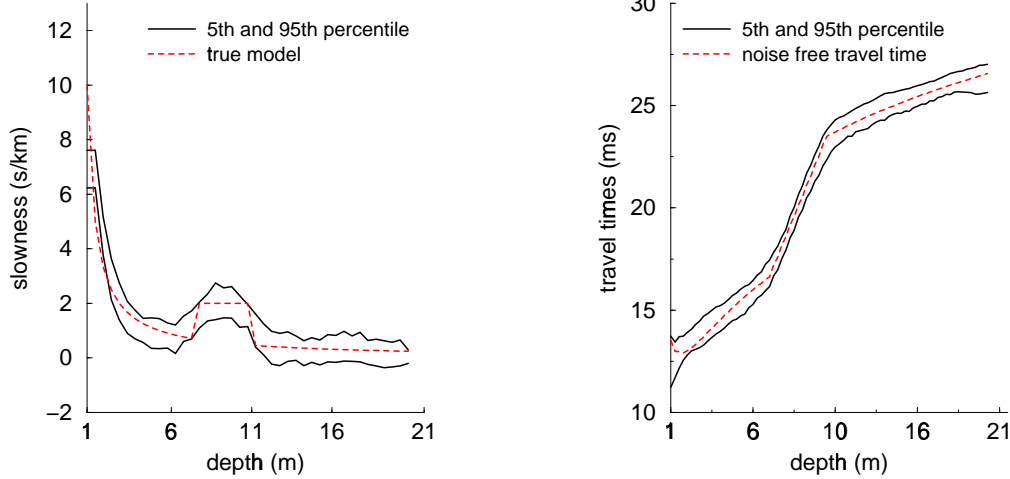 12
10
8
6
4
2
0
–2
slowness (s/km)
5th and 95th percentile
true model
1
6
11
16
21
depth (m)
30
25
20
15
10
travel times (ms)
5th and 95th percentile
noise free travel time
1
6
10
16
21
depth (m)